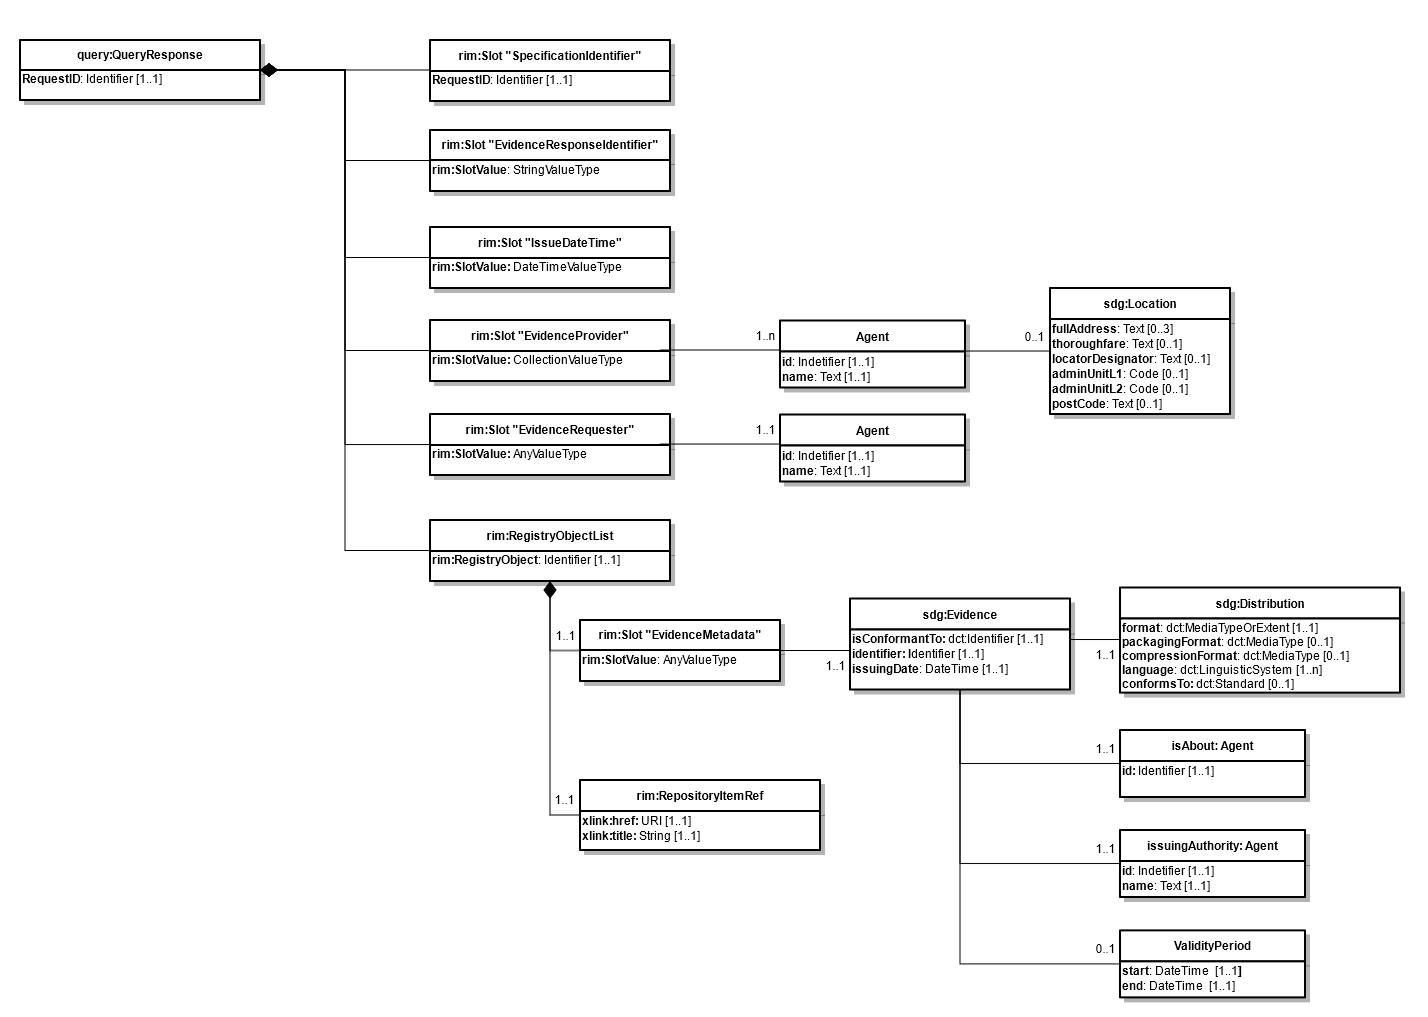 query:QueryResponse
RequestID: Identifier [1..1]
rim:Slot "SpecificationIdentifier"
RequestID: Identifier [1..1]
rim:Slot "EvidenceResponseIdentifier"
rim:SlotValue: StringValueType
rim:Slot "IssueDateTime"
rim:SlotValue: DateTimeValueType
rim:Slot "EvidenceProvider"
rim:SlotValue: CollectionValueType
1..n
Agent
id: Indetifier [1..1]
name: Text [1..1]
0..1
sdg:Location
fullAddress: Text [0..3]
thoroughfare: Text [0..1]
locatorDesignator: Text [0..1]
adminUnitL1: Code [0..1]
adminUnitL2: Code [0..1]
postCode: Text [0..1]
rim:Slot "EvidenceRequester"
rim:SlotValue: AnyValueType
1..1
Agent
id: Indetifier [1..1]
name: Text [1..1]
rim:RegistryObjectList
rim:RegistryObject: Identifier [1..1]
1..1
rim:Slot "EvidenceMetadata"
rim:SlotValue: AnyValueType
1..1
sdg:Evidence
isConformantTo: dct:Identifier [1..1]
identifier: Identifier [1..1]
issuingDate: DateTime [1..1]
1..1
sdg:Distribution
format: dct:MediaTypeOrExtent [1..1]
packagingFormat: dct:MediaType [0..1]
compressionFormat: dct:MediaType [0..1]
language: dct:LinguisticSystem [1..n]
conformsTo: dct:Standard [0..1]
1..1
isAbout: Agent
id: Identifier [1..1]
1..1
rim:RepositoryItemRef
xlink:href: URI [1..1]
xlink:title: String [1..1]
1..1
issuingAuthority: Agent
id: Indetifier [1..1]
name: Text [1..1]
0..1
ValidityPeriod
start: DateTime [1..1]
end: DateTime [1..1]